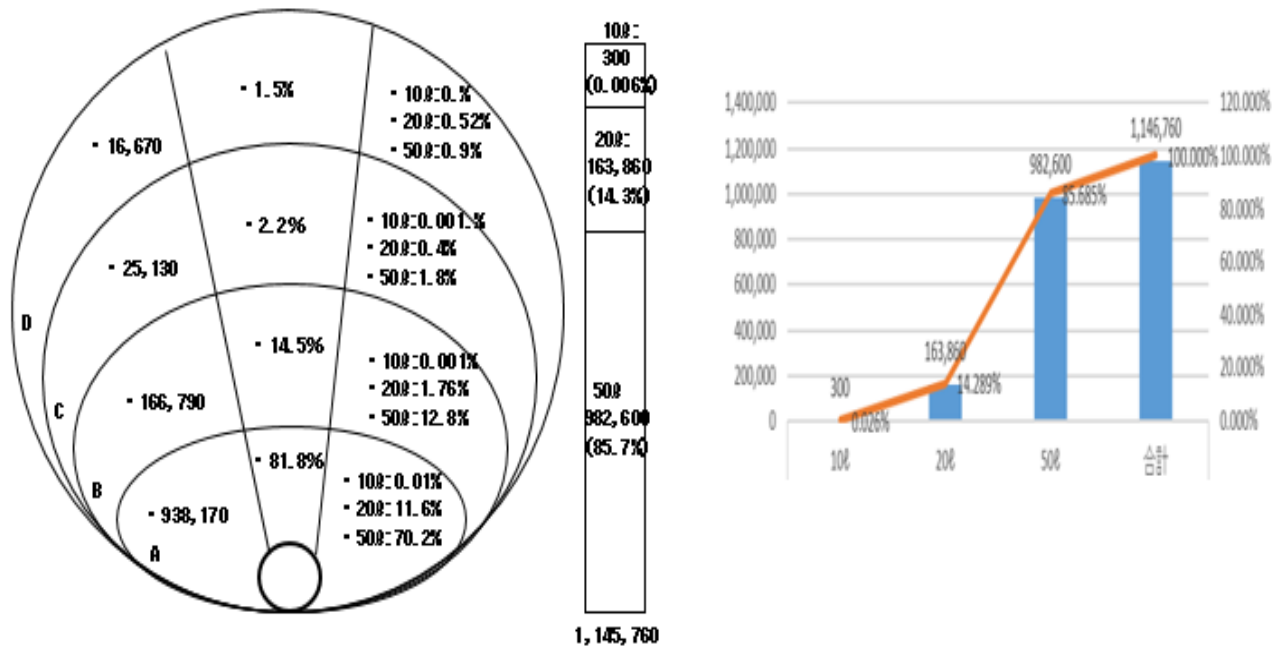 · 1.5%
· 10ℓ:0.%
· 20ℓ:0.52%
· 50ℓ:0.9%
· 16,670
· 2.2%
· 10ℓ:0.001.%
· 20ℓ:0.4%
· 50ℓ:1.8%
· 25,130
D
· 14.5%
· 10ℓ:0.001%
· 20ℓ:1.76%
· 50ℓ:12.8%
· 166,790
C
· 81.8%
· 10ℓ:0.01%
· 20ℓ:11.6%
· 50ℓ:70.2%
B
· 938,170
A
10ℓ:
300
(0.006%)
20ℓ:
163,860
(14.3%)
50ℓ
982,600
(85.7%)
1,145,760
1,400,000
1,200,000
1,000,000
800,000
600,000
400,000
200,000
0
120.000%
100.000%
80.000%
60.000%
40.000%
20.000%
0.000%
300
0.026%
163,860
14.289%
982,600
85.685%
1,146,760
100.000%
10ℓ
20ℓ
50ℓ
合計